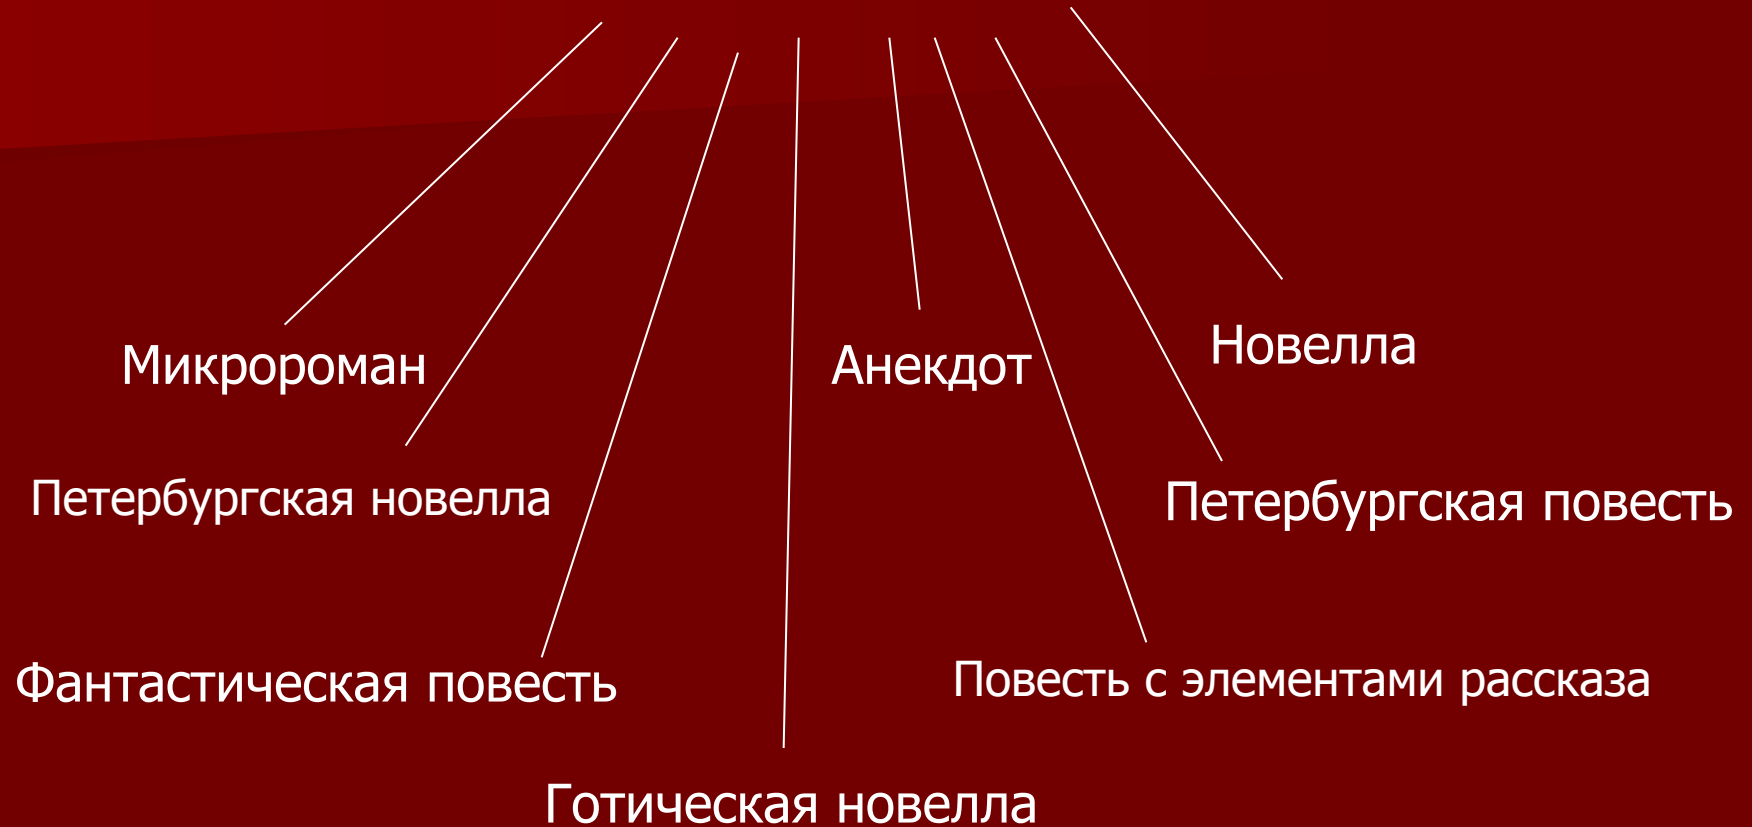 Микророман
Анекдот
Новелла
Петербургская новелла
Петербургская повесть
Фантастическая повесть
Повесть с элементами рассказа
Готическая новелла